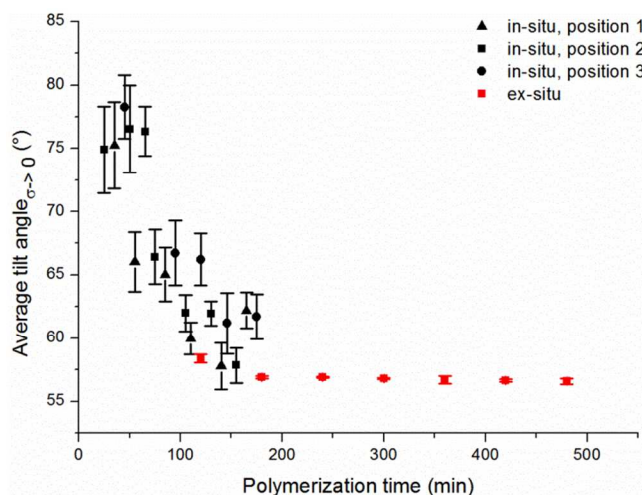 in-situ, position 1
in-situ, position 2
in-situ, position 3
ex-situ
Average tilt angleσ-> 0 (°)
85
80
75
70
65
60
55
0 100 200 300 400 500
Polymerization time (min)